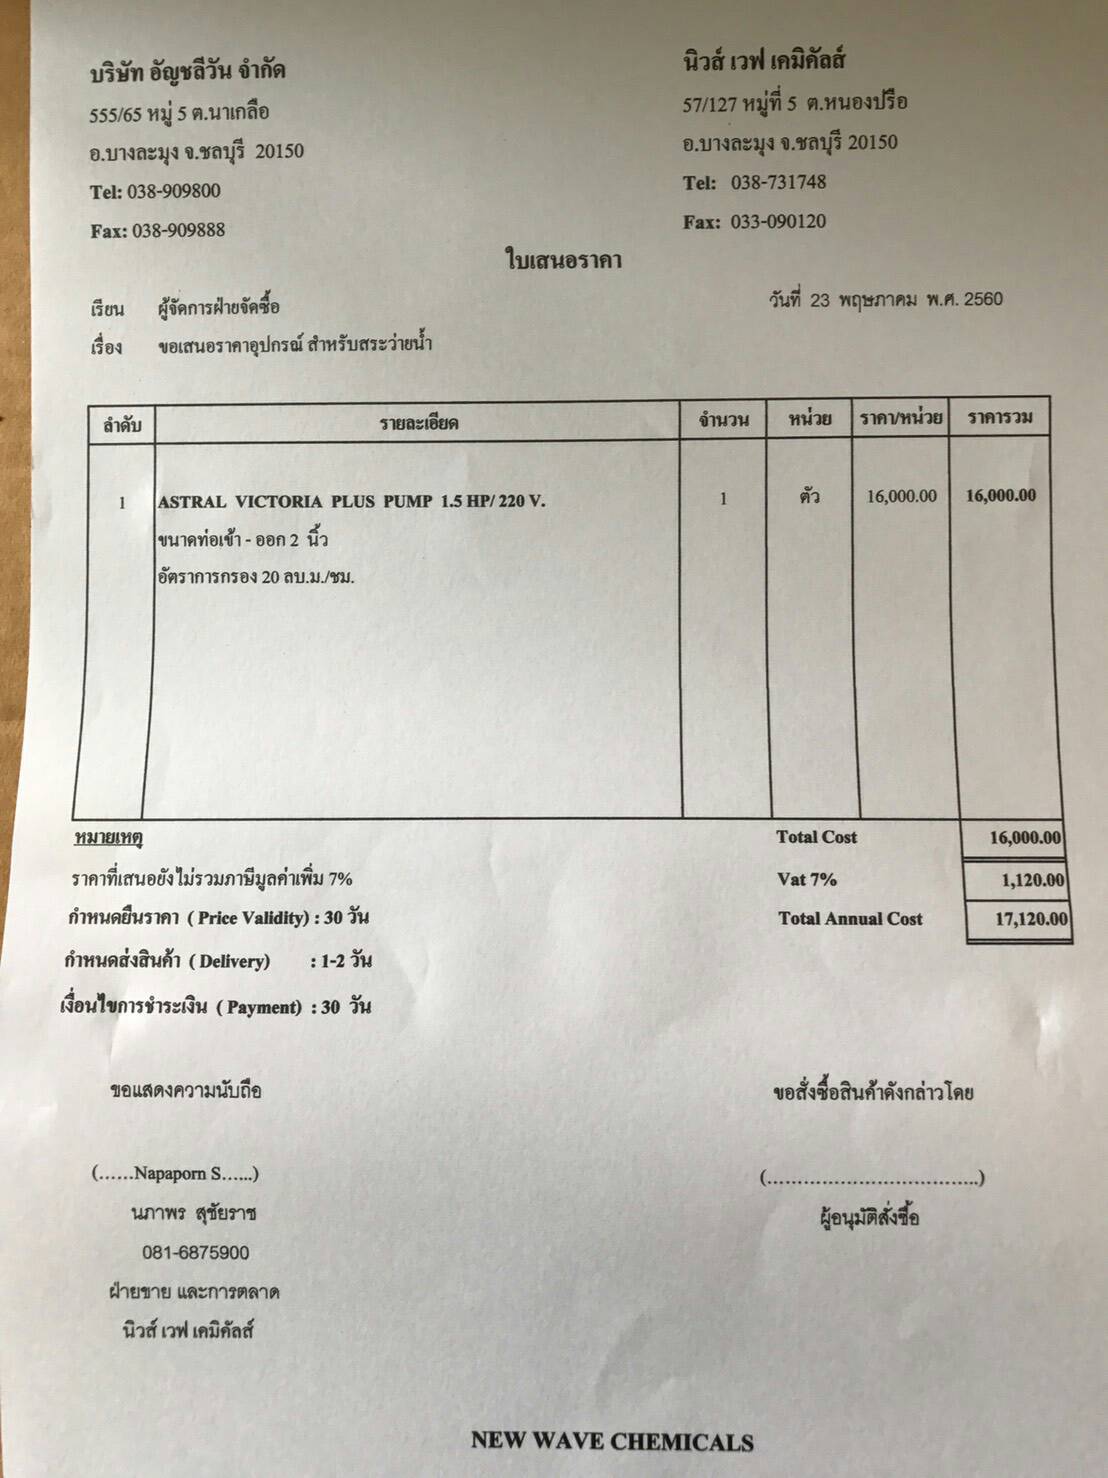 บริษัท อัญชลีวัน จำกัด
555/65 หมู่ 5 ต.นาเกลือ
อ.บางละมุง จ.ชลบุรี 20150
Tel: 038-909800
Fax: 038-909888
นิวส์ เวฟ เคมิคัลส์
57/127 หมู่ที่ 5 ต.หนองปรือ
อ.บางละมุง จ.ชลบุรี 20150
Tel: 038-731748
Fax: 033-090120
ใบเสนอราคา
เรียน ผู้จัดการฝ่ายจัดซื้อ
วันที่ 23 พฤษภาคม พ.ศ. 2560
เรื่อง ขอเสนอราคาอุปกรณ์ สำหรับสระว่ายน้ำ
ลำดับ รายละเอียด จำนวน หน่วย ราคา/หน่วย ราคารวม
1 ASTRAL VICTORIA PLUS PUMP 1.5 HP/ 220 V. 1 ตัว 16,000.00 16,000.00
ขนาดท่อเข้า - ออก 2 นิ้ว
อัตราการกรอง 20 ลบ.ม./ชม.
หมายเหตุ Total Cost 16,000.00
ราคาที่เสนอยังไม่รวมภาษีมูลค่าเพิ่ม 7% Vat 7% 1,120.00
กำหนดยืนราคา ( Price Validity) : 30 วัน Total Annual Cost 17,120.00
กำหนดส่งสินค้า ( Delivery) : 1-2 วัน
เงื่อนไขการชำระเงิน ( Payment) : 30 วัน
ขอแสดงความนับถือ
(......Napaporn S......)
นภาพร สุชัยราช
081-6875900
ฝ่ายขาย และการตลาด
นิวส์ เวฟ เคมิคัลส์
ขอสั่งซื้อสินค้าดังกล่าวโดย
(....................................)
ผู้อนุมัติสั่งซื้อ
NEW WAVE CHEMICALS